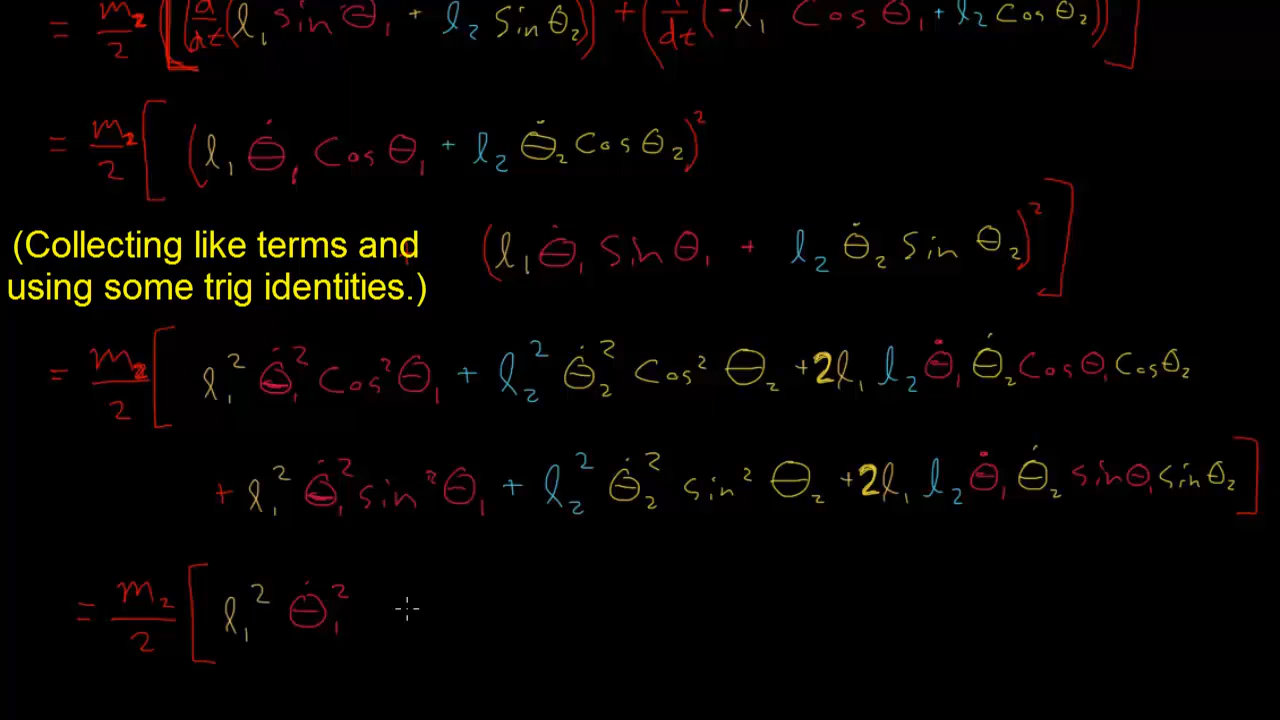 = m₂/2 [(d/dt(l₁ sin θ₁ + l₂ sin θ₂)) + (d/dt(-l₁ cos θ₁ + l₂ cos θ₂))]
= m₂/2 [ (l₁ θ̇₁ cos θ₁ + l₂ θ̇₂ cos θ₂)²
(Collecting like terms and
using some trig identities.)
(l₁ θ̇₁ sin θ₁ + l₂ θ̇₂ sin θ₂)² ]
= m₂/2 [ l₁² θ̇₁² cos² θ₁ + l₂² θ̇₂² cos² θ₂ + 2l₁ l₂ θ̇₁ θ̇₂ cos θ₁ cos θ₂
+ l₁² θ̇₁² sin² θ₁ + l₂² θ̇₂² sin² θ₂ + 2l₁ l₂ θ̇₁ θ̇₂ sin θ₁ sin θ₂ ]
= m₂/2 [ l₁² θ̇₁²